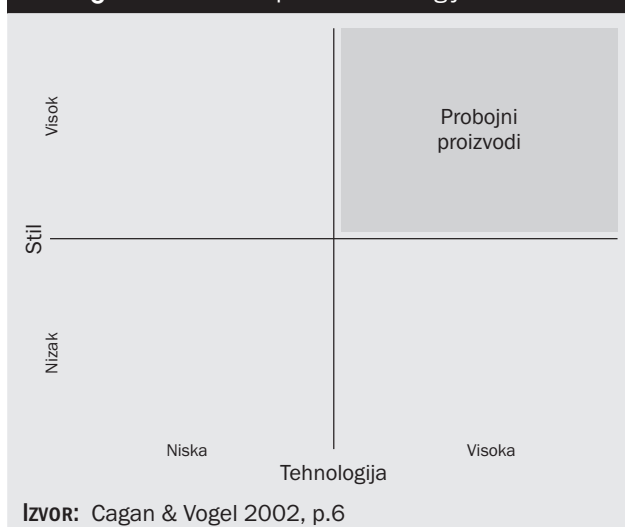 Visok
Probojni
proizvodi
Stil
Nizak
Niska
Visoka
Tehnologija
IZVOR: Cagan & Vogel 2002, p.6